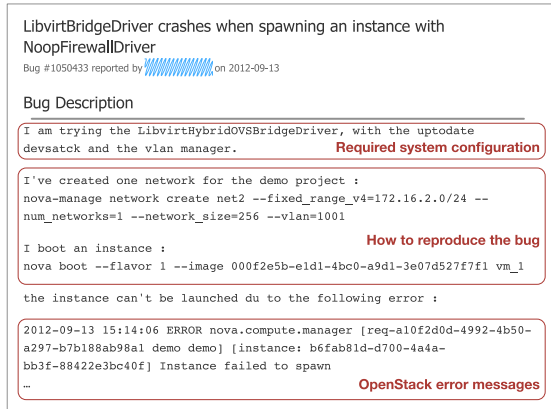 LibvirtBridgeDriver crashes when spawning an instance with
NoopFirewallDriver
Bug #1050433 reported by on 2012-09-13
Bug Description
I am trying the LibvirtHybridOVSBridgeDriver, with the uptodate
devsatck and the vlan manager.
Required system configuration
I've created one network for the demo project :
nova-manage network create net2 --fixed_range_v4=172.16.2.0/24 --
num_networks=1 --network_size=256 --vlan=1001
I boot an instance :
How to reproduce the bug
nova boot --flavor 1 --image 000f2e5b-e1d1-4bc0-a9d1-3e07d527f7f1 vm_1
the instance can't be launched du to the following error :
2012-09-13 15:14:06 ERROR nova.compute.manager [req-a10f2d0d-4992-4b50-
a297-b7b188ab98a1 demo demo] [instance: b6fab81d-d700-4a4a-
bb3f-88422e3bc40f] Instance failed to spawn
…
OpenStack error messages